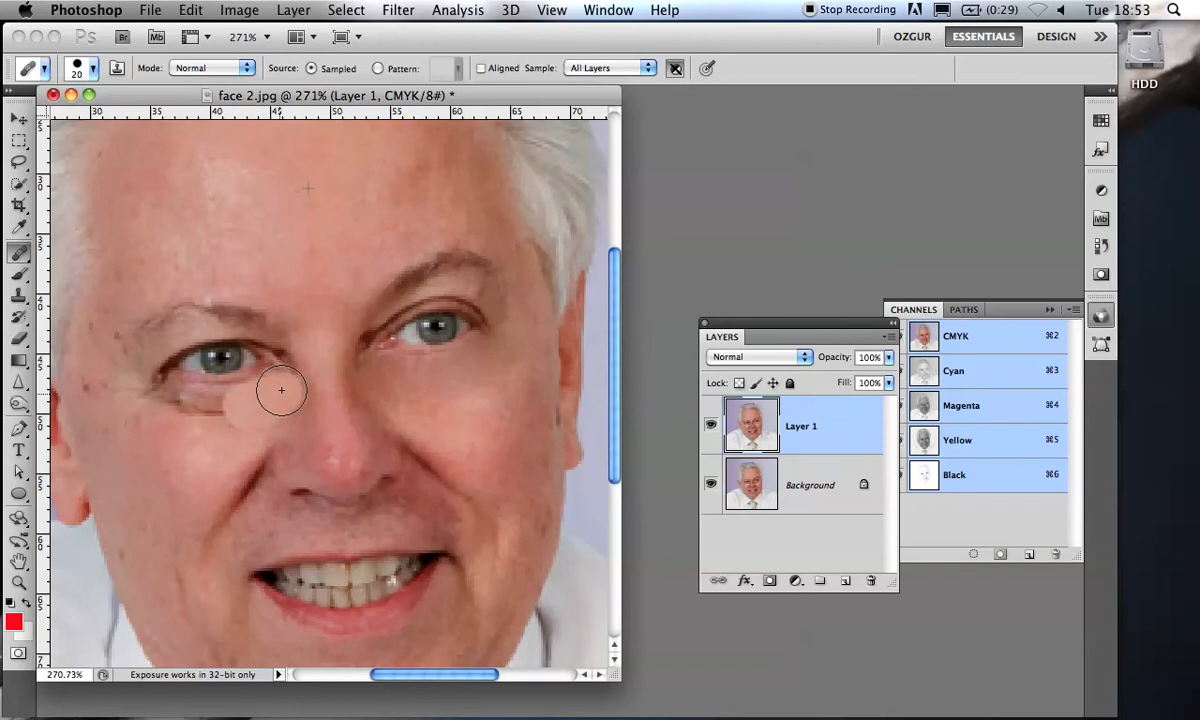 Photoshop File Edit Image Layer Select Filter Analysis 3D View Window Help Stop Recording (0:29) Tue 18:53
Ps Br Mb 271% OZGUR ESSENTIALS DESIGN
20 Mode: Normal Source: Sampled Pattern: Aligned Sample: All Layers
HDD
face 2.jpg @ 271% (Layer 1, CMYK/8#) *
30 35 40 45 50 55 60 65 70
CHANNELS PATHS
CMYK ⌘2
Cyan ⌘3
Magenta ⌘4
Yellow ⌘5
Black ⌘6
LAYERS
Normal Opacity: 100%
Lock: Fill: 100%
Layer 1
Background
270.73% Exposure works in 32-bit only